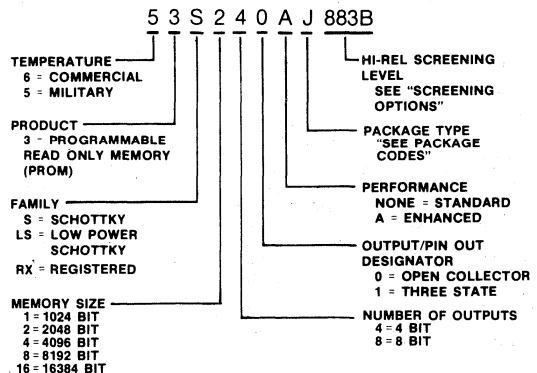 5 3 S 2 4 0 A J 883B
TEMPERATURE
6 = COMMERCIAL
5 = MILITARY
PRODUCT
3 - PROGRAMMABLE
READ ONLY MEMORY
(PROM)
FAMILY
S = SCHOTTKY
LS = LOW POWER
SCHOTTKY
RX = REGISTERED
MEMORY SIZE
1 = 1024 BIT
2 = 2048 BIT
4 = 4096 BIT
8 = 8192 BIT
16 = 16384 BIT
HI-REL SCREENING
LEVEL
SEE "SCREENING
OPTIONS"
PACKAGE TYPE
"SEE PACKAGE
CODES"
PERFORMANCE
NONE = STANDARD
A = ENHANCED
OUTPUT/PIN OUT
DESIGNATOR
0 = OPEN COLLECTOR
1 = THREE STATE
NUMBER OF OUTPUTS
4 = 4 BIT
8 = 8 BIT